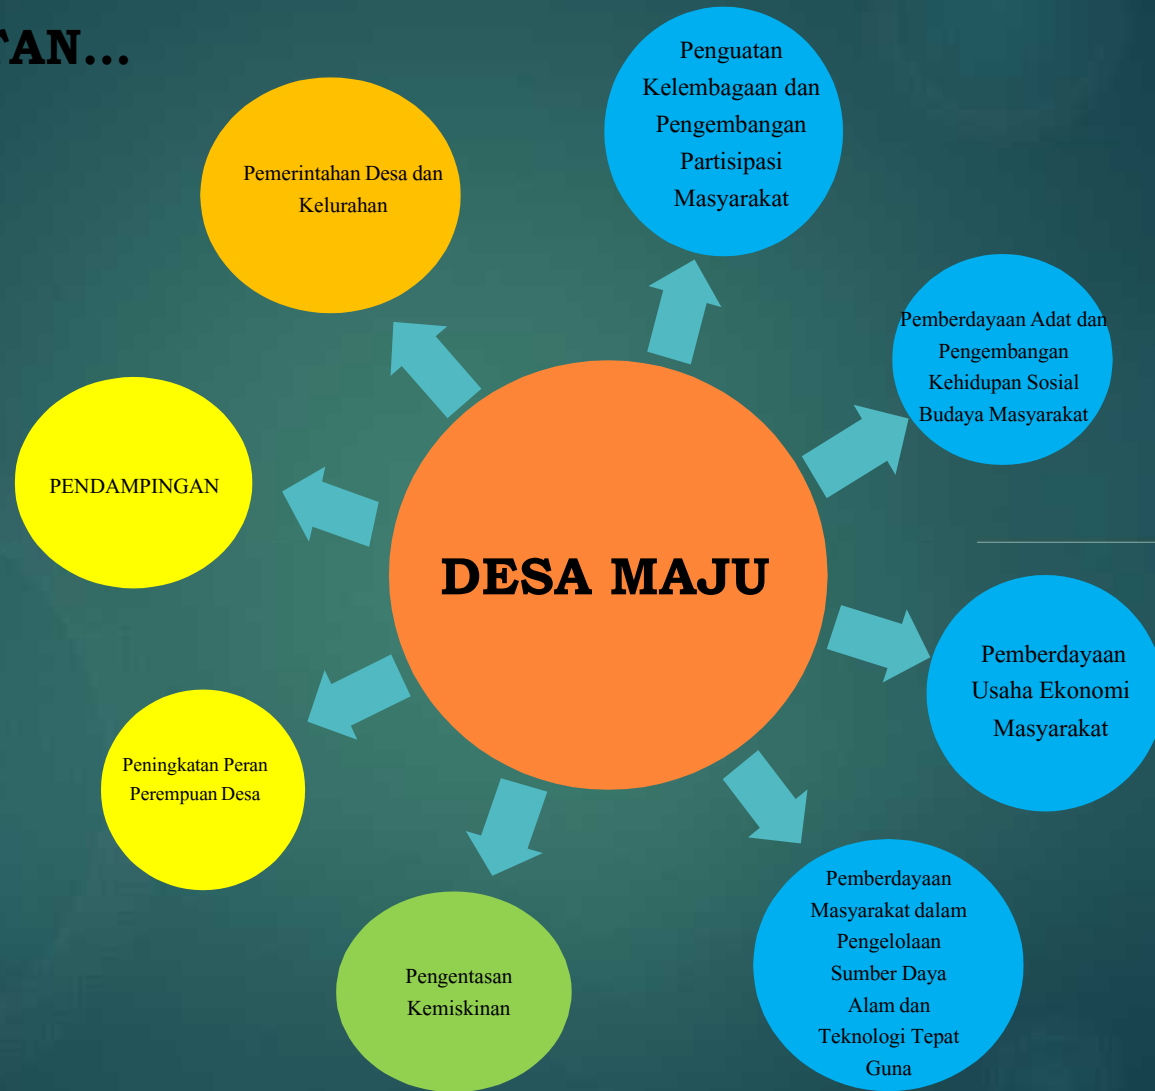 TAN...
Penguatan
Kelembagaan dan
Pengembangan
Partisipasi
Masyarakat
Pemerintahan Desa dan
Kelurahan
Pemberdayaan Adat dan
Pengembangan
Kehidupan Sosial
Budaya Masyarakat
PENDAMPINGAN
DESA MAJU
Pemberdayaan
Usaha Ekonomi
Masyarakat
Peningkatan Peran
Perempuan Desa
Pemberdayaan
Masyarakat dalam
Pengelolaan
Sumber Daya
Alam dan
Teknologi Tepat
Guna
Pengentasan
Kemiskinan